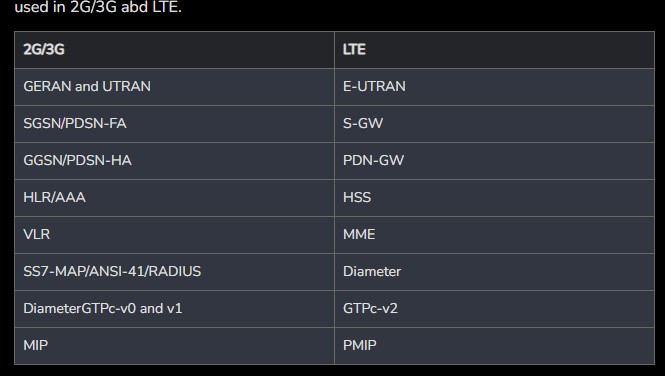 used in 2G/3G abd LTE.
2G/3G LTE
GERAN and UTRAN E-UTRAN
SGSN/PDSN-FA S-GW
GGSN/PDSN-HA PDN-GW
HLR/AAA HSS
VLR MME
SS7-MAP/ANSI-41/RADIUS Diameter
DiameterGTPc-v0 and v1 GTPc-v2
MIP PMIP